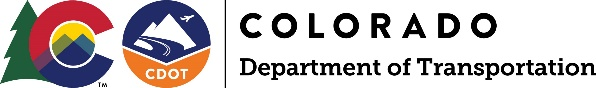 TM
CDOT
COLORADO
Department of Transportation